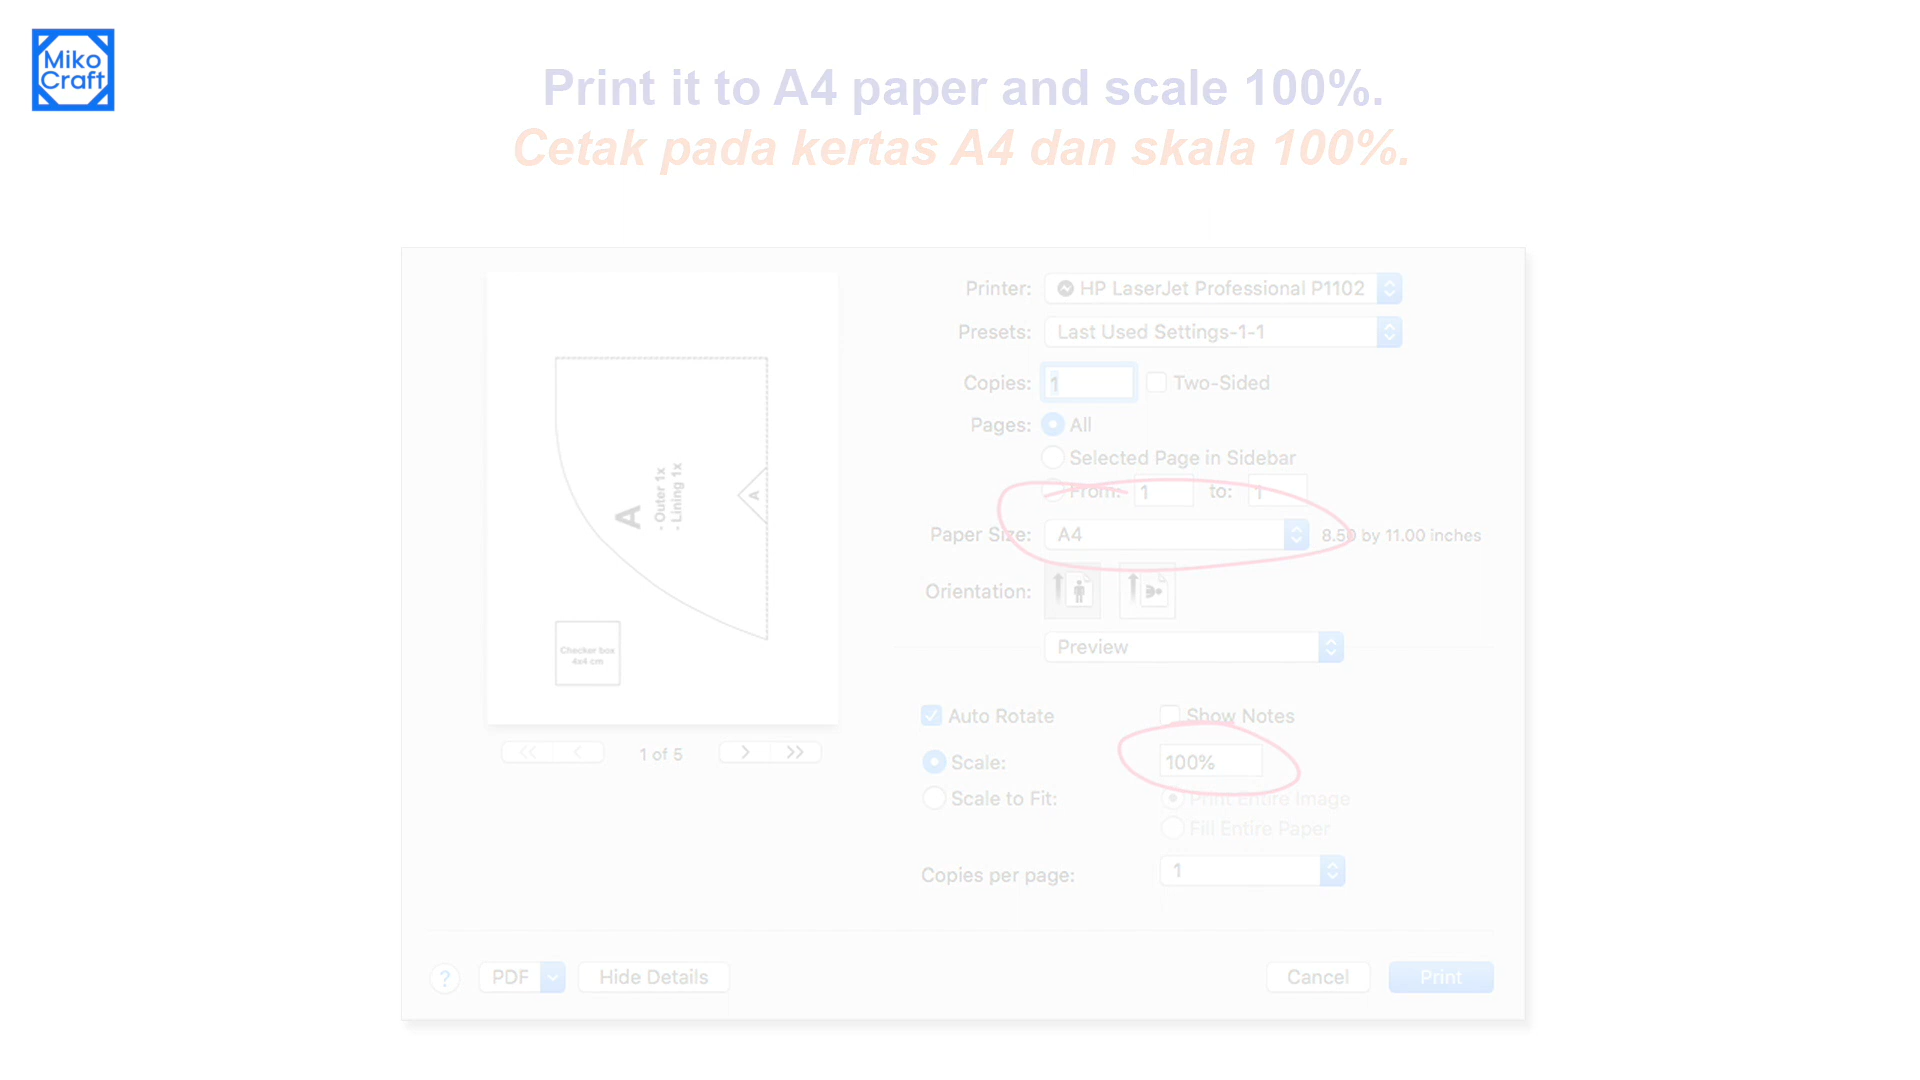 Miko
Craft
Print it to A4 paper and scale 100%.
Cetak pada kertas A4 dan skala 100%.
Printer: HP LaserJet Professional P1102
Presets: Last Used Settings-1-1
Copies: 1 Two-Sided
Pages: All
Selected Page in Sidebar
From: 1 to: 1
Paper Size: A4 8.50 by 11.00 inches
Orientation:
Preview
Auto Rotate Show Notes
Scale: 100%
Scale to Fit: Print Entire Image
Fill Entire Paper
Copies per page: 1
A
- Outer 1x
- Lining 1x
A
Checker box
4x4 cm
1 of 5
? PDF Hide Details Cancel Print